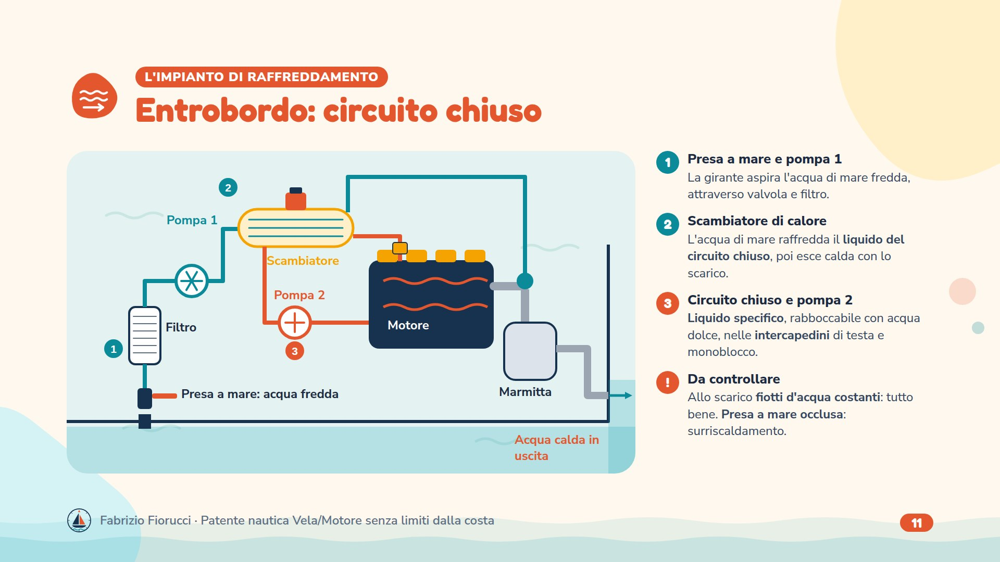 L'IMPIANTO DI RAFFREDDAMENTO
Entrobordo: circuito chiuso
2
Pompa 1
Scambiatore
Pompa 2
Motore
Filtro
1
3
Presa a mare: acqua fredda
Marmitta
Acqua calda in
uscita
1
Presa a mare e pompa 1
La girante aspira l'acqua di mare fredda,
attraverso valvola e filtro.
2
Scambiatore di calore
L'acqua di mare raffredda il liquido del
circuito chiuso, poi esce calda con lo
scarico.
3
Circuito chiuso e pompa 2
Liquido specifico, rabboccabile con acqua
dolce, nelle intercapedini di testa e
monoblocco.
!
Da controllare
Allo scarico fiotti d'acqua costanti: tutto
bene. Presa a mare occlusa:
surriscaldamento.
Fabrizio Fiorucci · Patente nautica Vela/Motore senza limiti dalla costa
11